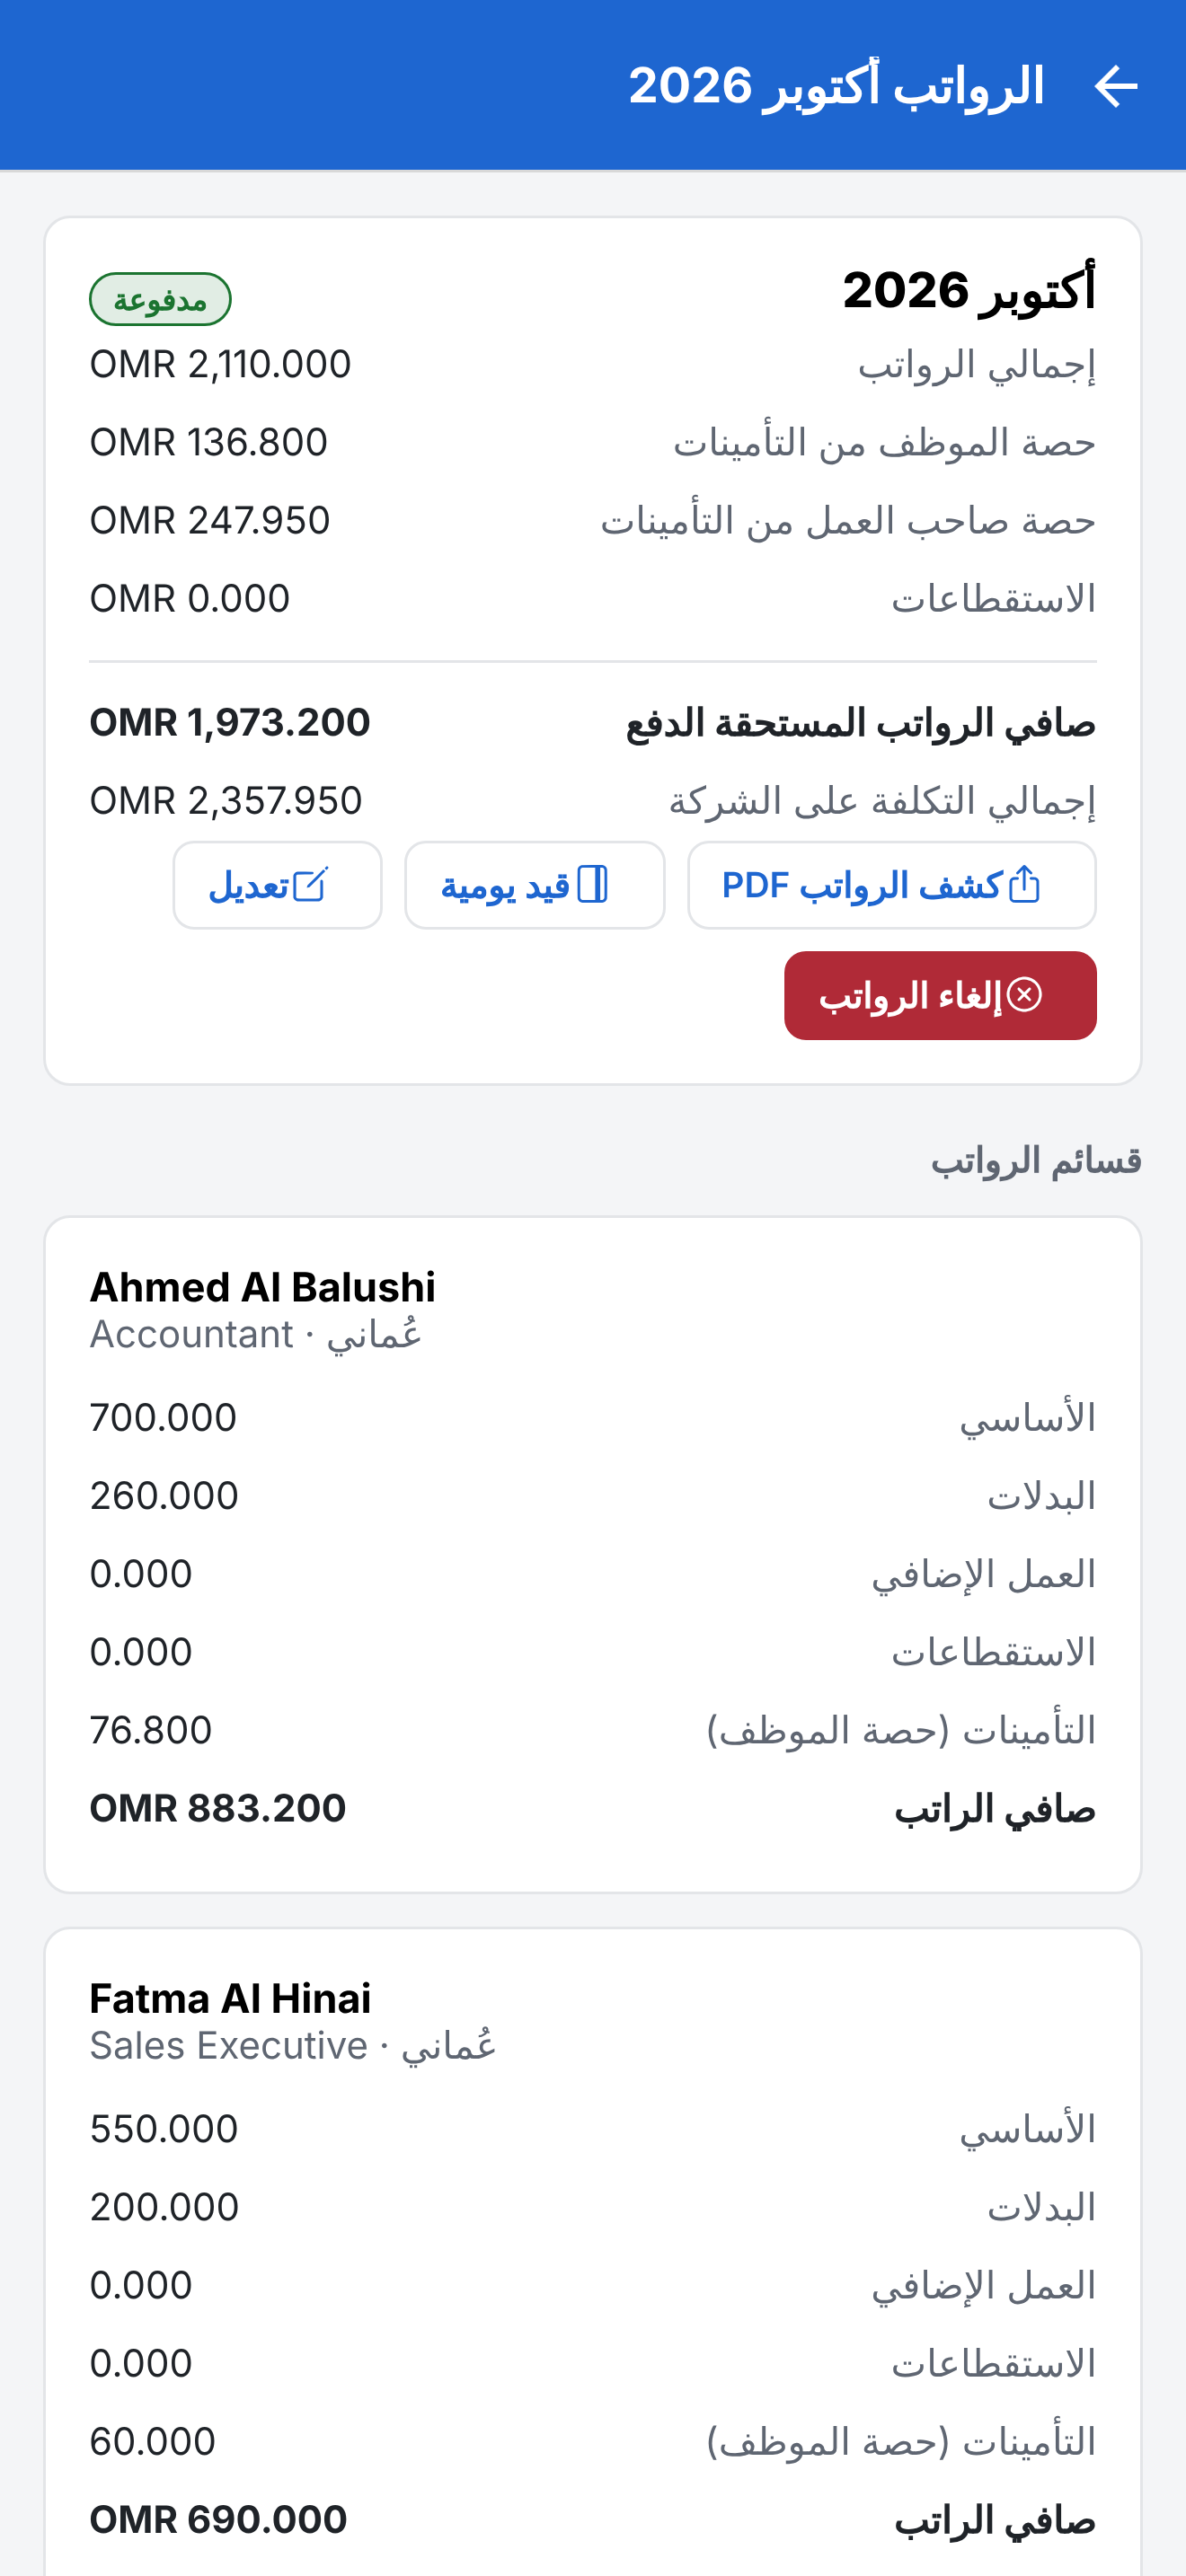 الرواتب أكتوبر 2026
أكتوبر 2026
مدفوعة
إجمالي الرواتب OMR 2,110.000
حصة الموظف من التأمينات OMR 136.800
حصة صاحب العمل من التأمينات OMR 247.950
الاستقطاعات OMR 0.000
صافي الرواتب المستحقة الدفع OMR 1,973.200
إجمالي التكلفة على الشركة OMR 2,357.950
كشف الرواتب PDF قيد يومية تعديل
إلغاء الرواتب
قسائم الرواتب
Ahmed Al Balushi
Accountant · عُماني
الأساسي 700.000
البدلات 260.000
العمل الإضافي 0.000
الاستقطاعات 0.000
التأمينات (حصة الموظف) 76.800
صافي الراتب OMR 883.200
Fatma Al Hinai
Sales Executive · عُماني
الأساسي 550.000
البدلات 200.000
العمل الإضافي 0.000
الاستقطاعات 0.000
التأمينات (حصة الموظف) 60.000
صافي الراتب OMR 690.000